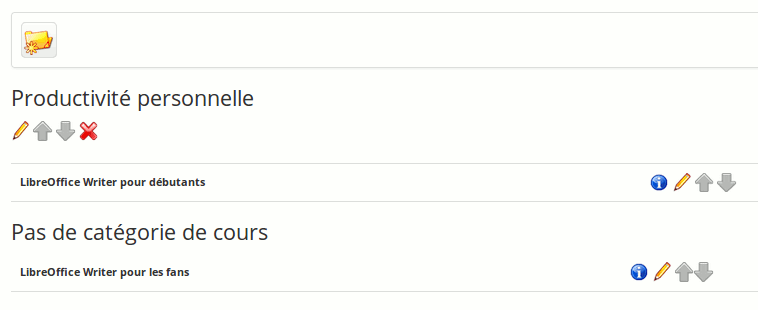 Productivité personnelle
LibreOffice Writer pour débutants
Pas de catégorie de cours
LibreOffice Writer pour les fans